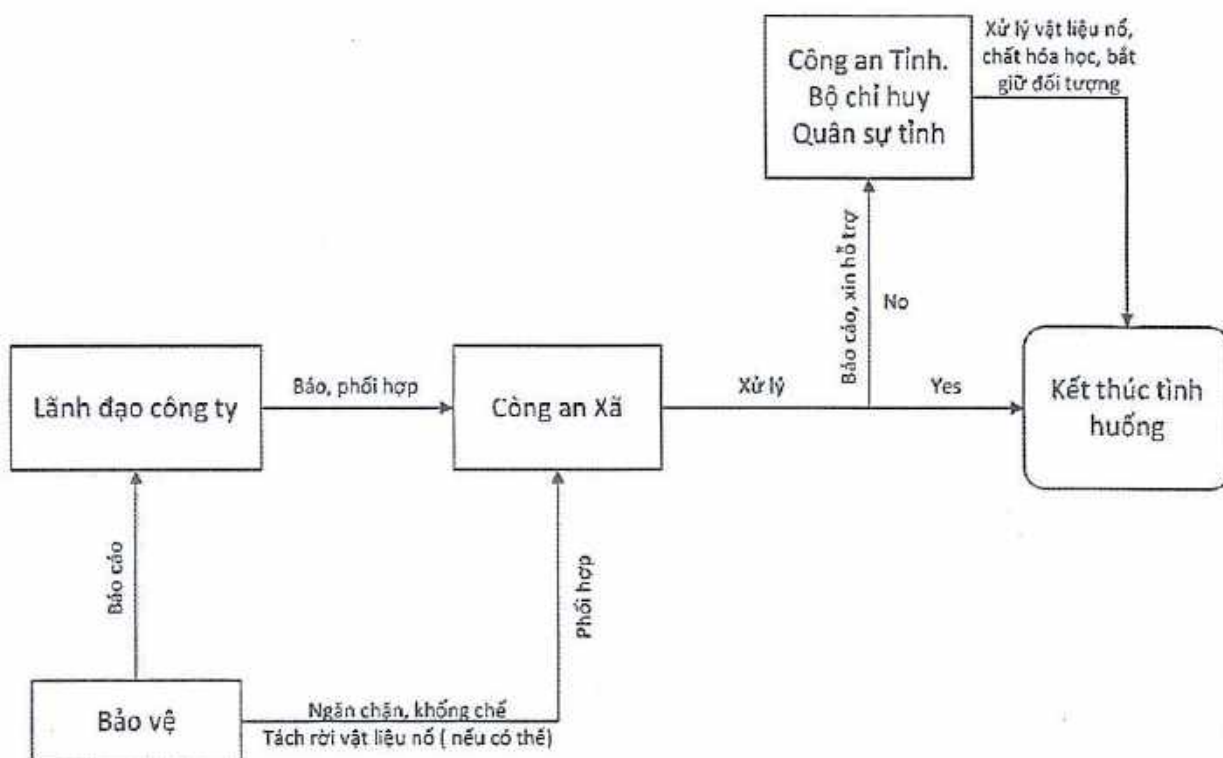 Xử lý vật liệu nổ,
chất hóa học, bắt
giữ đối tượng
Công an Tỉnh.
Bộ chỉ huy
Quân sự tỉnh
Báo cáo, xin hỗ trợ
No
Lãnh đạo công ty
Báo, phối hợp
Công an Xã
Xử lý
Yes
Kết thúc tình
huống
Báo cáo
Phối hợp
Bảo vệ
Ngăn chặn, khống chế
Tách rời vật liệu nổ ( nếu có thể)